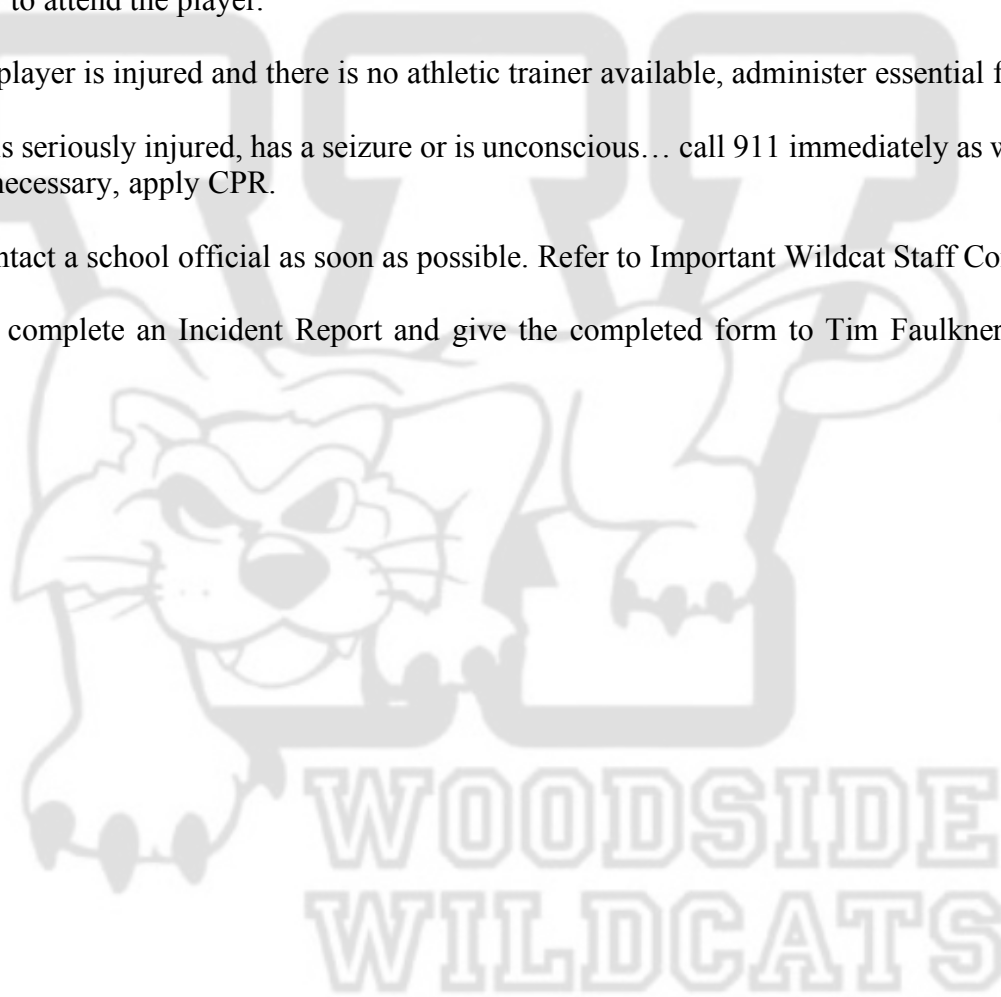 to attend the player.
player is injured and there is no athletic trainer available, administer essential
s seriously injured, has a seizure or is unconscious… call 911 immediately as
necessary, apply CPR.
ntact a school official as soon as possible. Refer to Important Wildcat Staff
complete an Incident Report and give the completed form to Tim Faulkner
WOODSIDE
WILDCATS